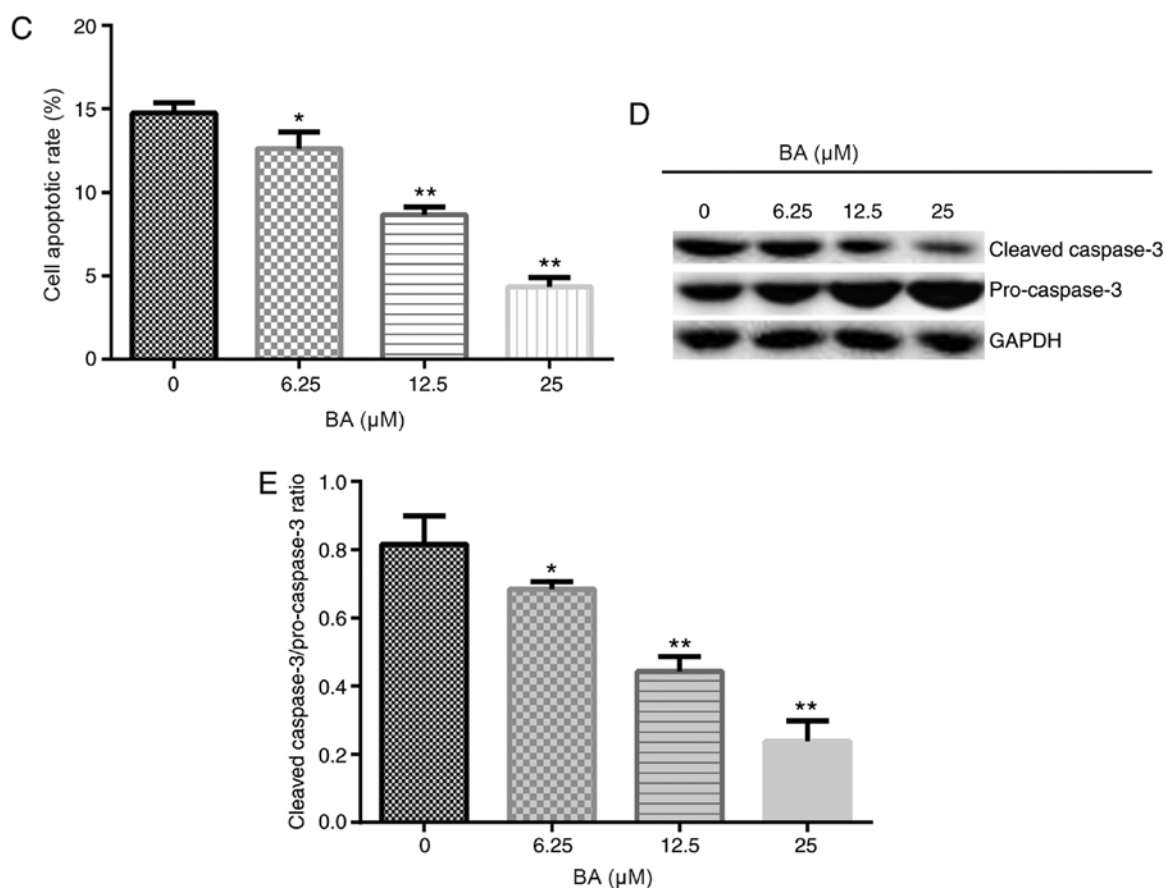 C
Cell apoptotic rate (%)
20
15
10
5
0
*
**
**
0 6.25 12.5 25
BA (µM)
D
BA (µM)
0 6.25 12.5 25
Cleaved caspase-3
Pro-caspase-3
GAPDH
E
Cleaved caspase-3/pro-caspase-3 ratio
1.0
0.8
0.6
0.4
0.2
0.0
*
**
**
0 6.25 12.5 25
BA (µM)